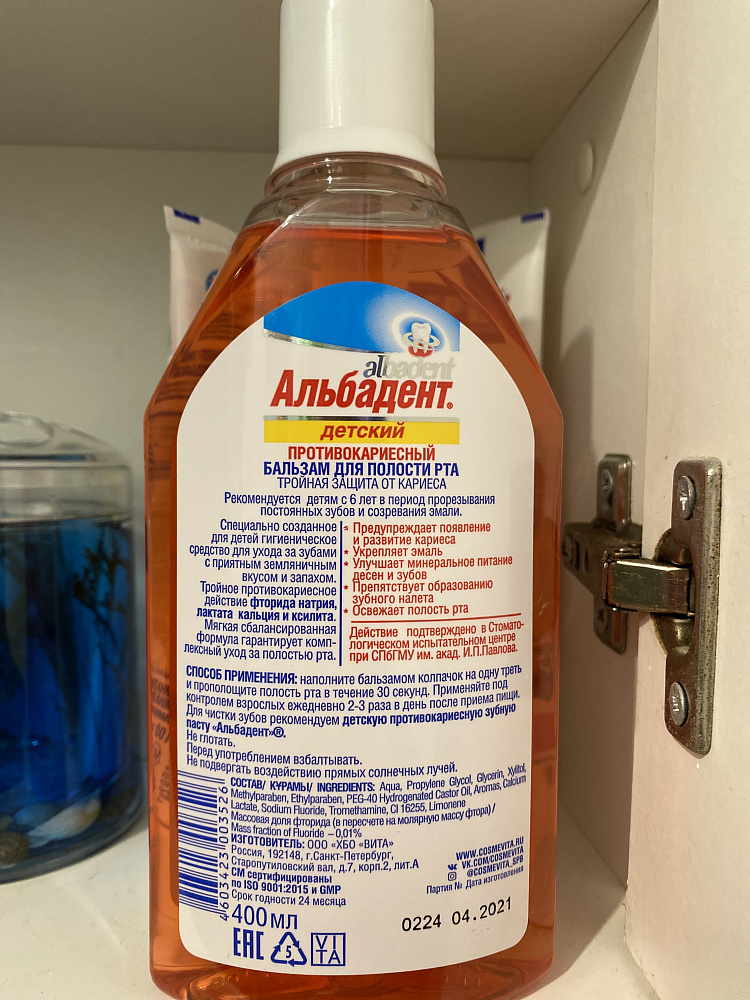 albadent
Альбадент®
детский
ПРОТИВОКАРИЕСНЫЙ
БАЛЬЗАМ ДЛЯ ПОЛОСТИ РТА
ТРОЙНАЯ ЗАЩИТА ОТ КАРИЕСА
Рекомендуется детям с 6 лет в период прорезывания
постоянных зубов и созревания эмали.
Специально созданное
для детей гигиеническое
средство для ухода за зубами
с приятным земляничным
вкусом и запахом.
Тройное противокариесное
действие фторида натрия,
лактата кальция и ксилита.
Мягкая сбалансированная
формула гарантирует комп-
лексный уход за полостью рта.
* Предупреждает появление
и развитие кариеса
* Укрепляет эмаль
* Улучшает минеральное питание
десен и зубов
* Препятствует образованию
зубного налета
* Освежает полость рта
Действие подтверждено в Стомато-
логическом испытательном центре
при СПбГМУ им. акад. И.П.Павлова.
СПОСОБ ПРИМЕНЕНИЯ: наполните бальзамом колпачок на одну треть
и прополощите полость рта в течение 30 секунд. Применяйте под
контролем взрослых ежедневно 2-3 раза в день после приема пищи.
Для чистки зубов рекомендуем детскую противокариесную зубную
пасту «Альбадент»®.
Не глотать.
Перед употреблением взбалтывать.
Не подвергать воздействию прямых солнечных лучей.
СОСТАВ/ ҚҰРАМЫ/ INGREDIENTS: Aqua, Propylene Glycol, Glycerin, Xylitol,
Methylparaben, Ethylparaben, PEG-40 Hydrogenated Castor Oil, Aromas, Calcium
Lactate, Sodium Fluoride, Tromethamine, CI 16255, Limonene
Массовая доля фторида (в пересчете на молярную массу фтора) /
Mass fraction of Fluoride –0,01%
ИЗГОТОВИТЕЛЬ: ООО «ХБО «ВИТА»
Россия, 192148, г.Санкт-Петербург,
Старопутиловский вал, д.7, корп.2, лит.А
СМ сертифицированы
по ISO 9001:2015 и GMP
Срок годности 24 месяца
WWW.COSMEVITA.RU
VK.COM/COSMEVITA
@COSMEVITA_SPB
Партия № Дата изготовления
4603423003526
400 МЛ
0224 04.2021
EAC
5
VITA